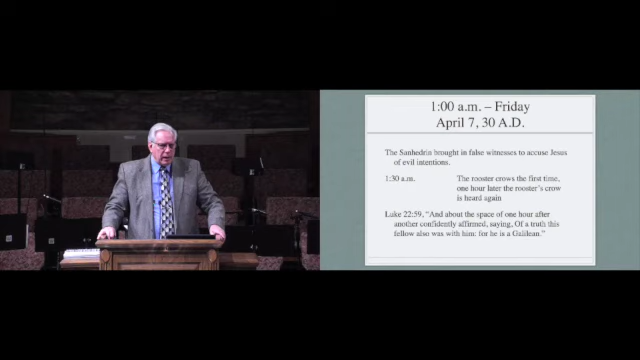 1:00 a.m. – Friday
April 7, 30 A.D.
The Sanhedrin brought in false witnesses to accuse Jesus
of evil intentions.
1:30 a.m. The rooster crows the first time,
one hour later the rooster's crow
is heard again
Luke 22:59, “And about the space of one hour after
another confidently affirmed, saying, Of a truth this
fellow also was with him: for he is a Galilean.”